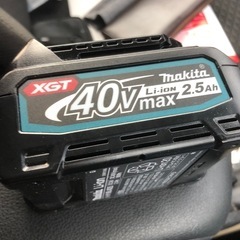 XGT
makita
40Vmax
Li-ION 2.5Ah